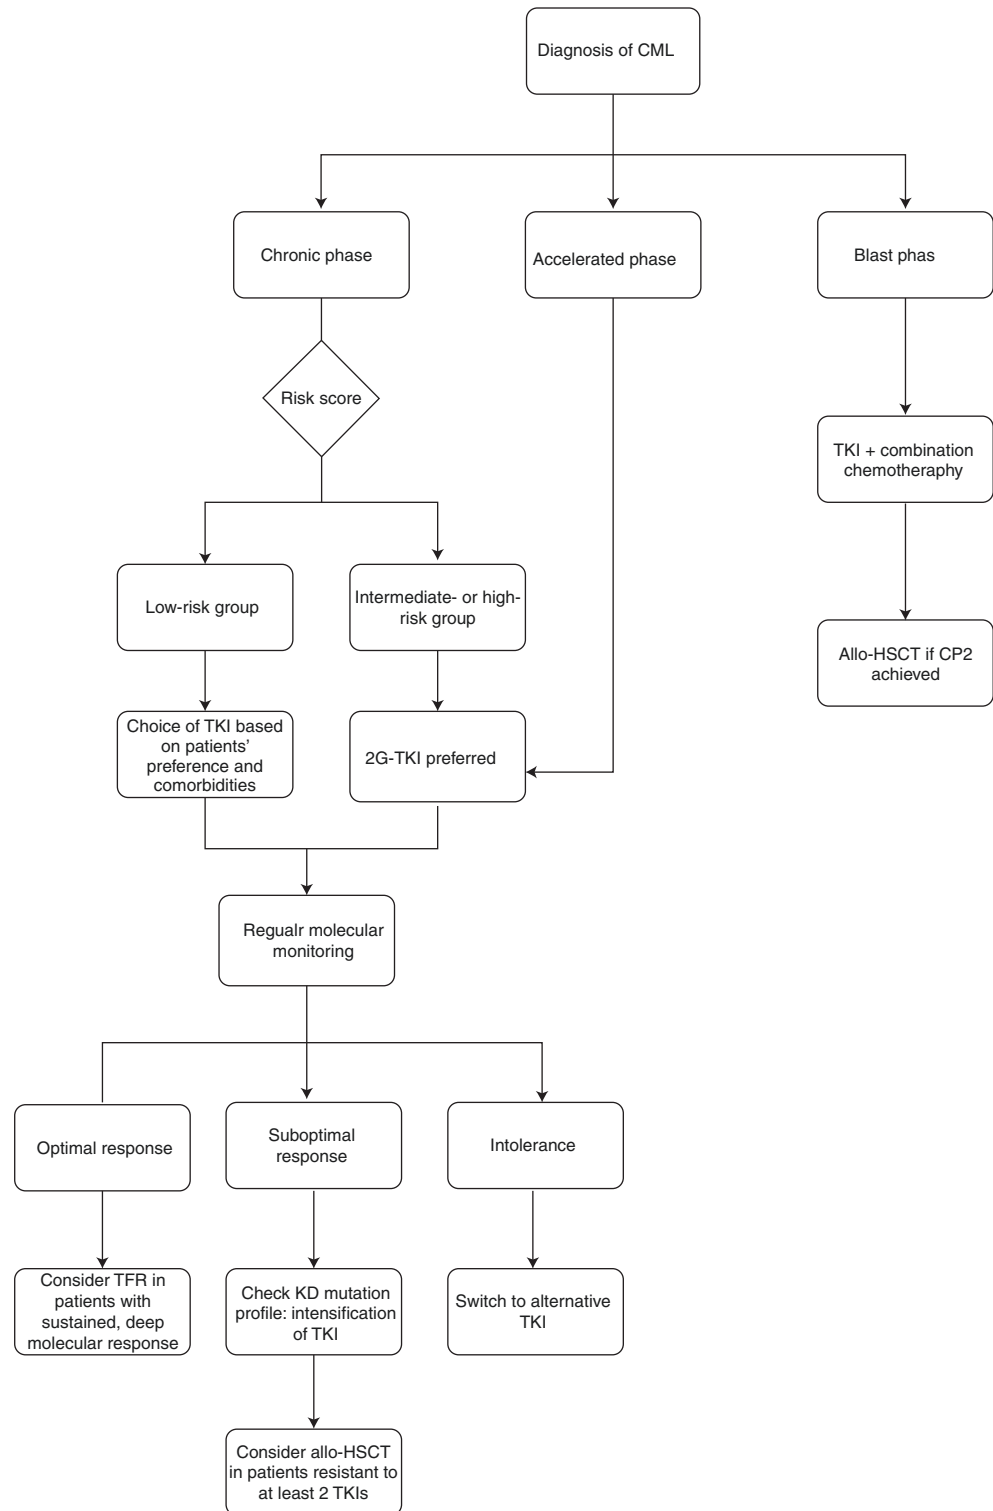 Diagnosis of CML
Chronic phase
Accelerated phase
Blast phas
Risk score
TKI + combination
chemotheraphy
Low-risk group
Intermediate- or high-
risk group
Allo-HSCT if CP2
achieved
Choice of TKI based
on patients'
preference and
comorbidities
2G-TKI preferred
Regualr molecular
monitoring
Optimal response
Suboptimal
response
Intolerance
Consider TFR in
patients with
sustained, deep
molecular response
Check KD mutation
profile: intensification
of TKI
Switch to alternative
TKI
Consider allo-HSCT
in patients resistant to
at least 2 TKIs